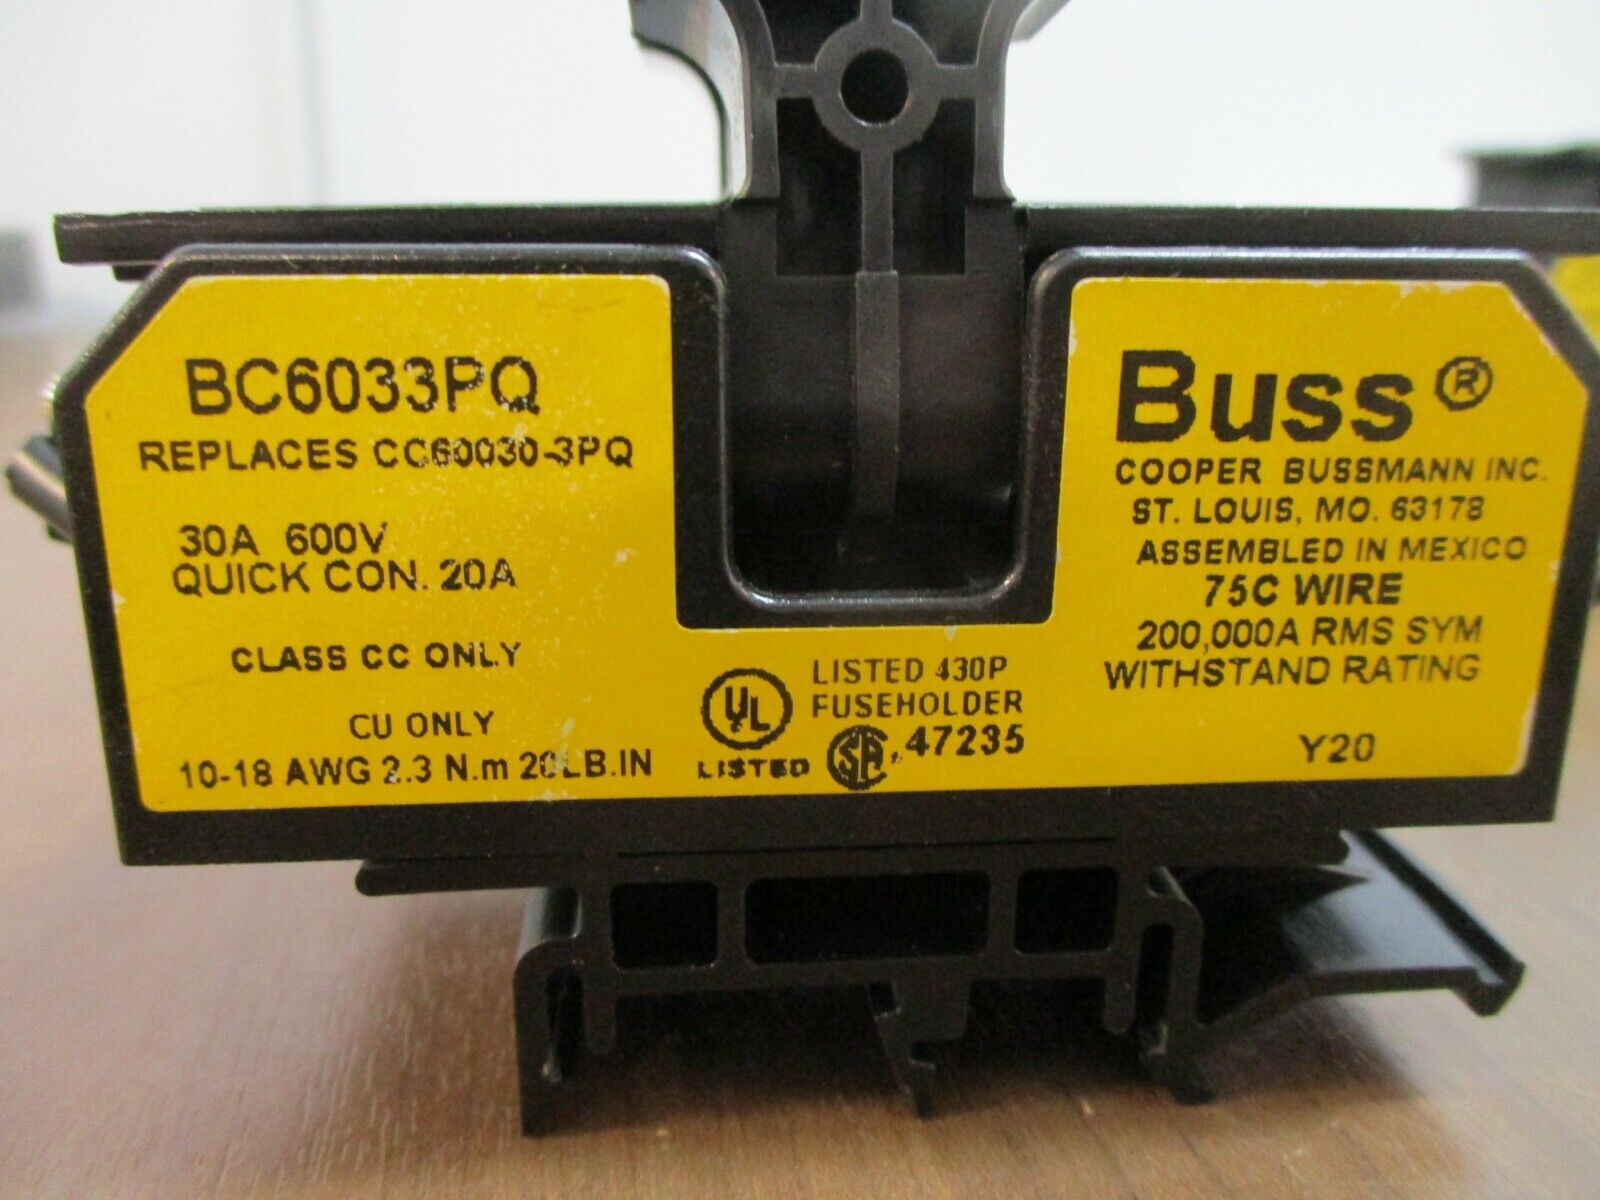 BC6033PQ
REPLACES CC60030-3PQ
30A 600V
QUICK CON. 20A
CLASS CC ONLY
CU ONLY
10-18 AWG 2.3 N.m 20LB.IN
UL
LISTED
LISTED 430P
FUSEHOLDER
SA 47235
Buss®
COOPER BUSSMANN INC.
ST. LOUIS, MO. 63178
ASSEMBLED IN MEXICO
75C WIRE
200,000A RMS SYM
WITHSTAND RATING
Y20